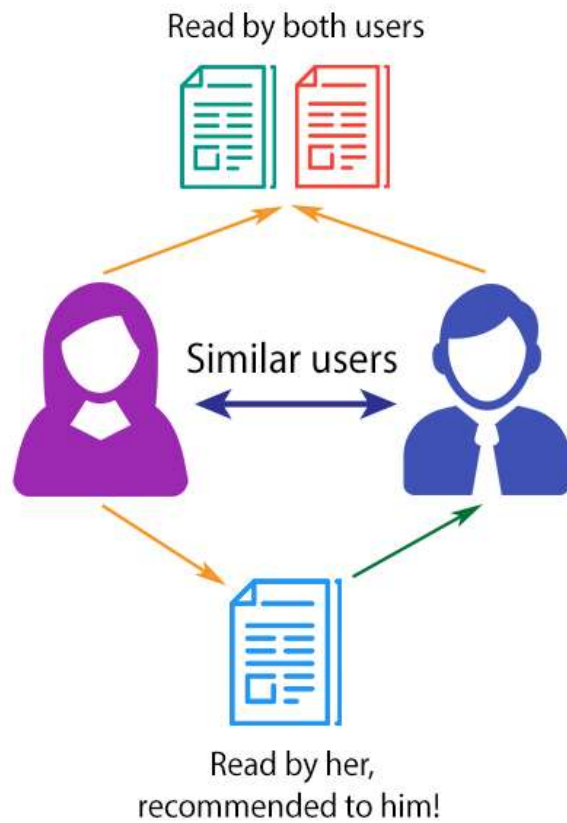 Read by both users
Similar users
Read by her,
recommended to him!